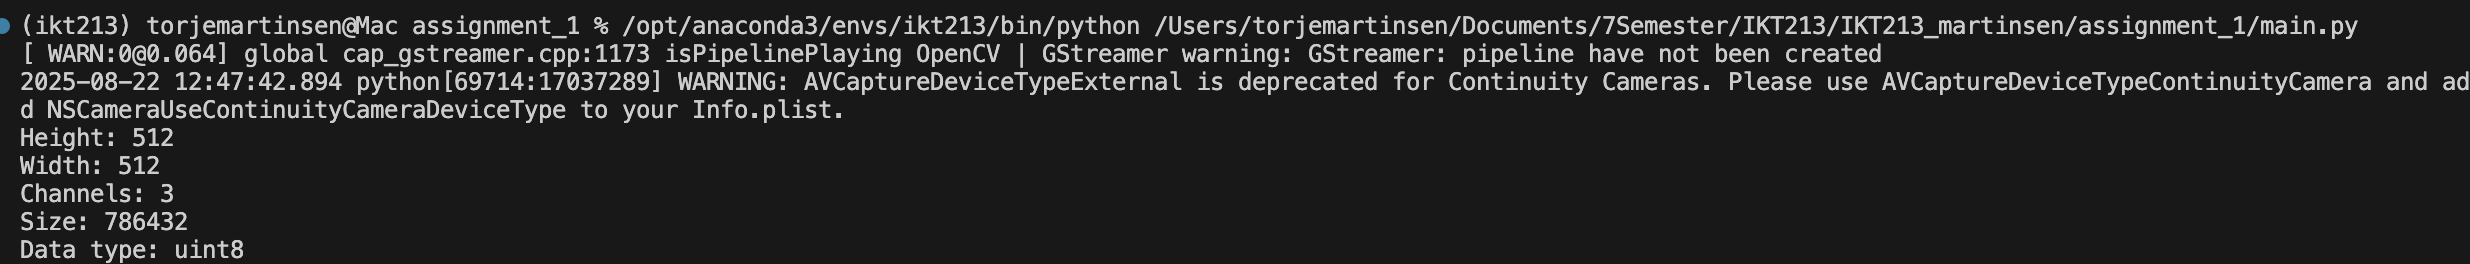 (ikt213) torjemartinsen@Mac assignment_1 % /opt/anaconda3/envs/ikt213/bin/python /Users/torjemartinsen/Documents/7Semester/IKT213/IKT213_martinsen/assignment_1/main.py
[ WARN:0@0.064] global cap_gstreamer.cpp:1173 isPipelinePlaying OpenCV | GStreamer warning: GStreamer: pipeline have not been created
2025-08-22 12:47:42.894 python[69714:17037289] WARNING: AVCaptureDeviceTypeExternal is deprecated for Continuity Cameras. Please use AVCaptureDeviceTypeContinuityCamera and ad
d NSCameraUseContinuityCameraDeviceType to your Info.plist.
Height: 512
Width: 512
Channels: 3
Size: 786432
Data type: uint8